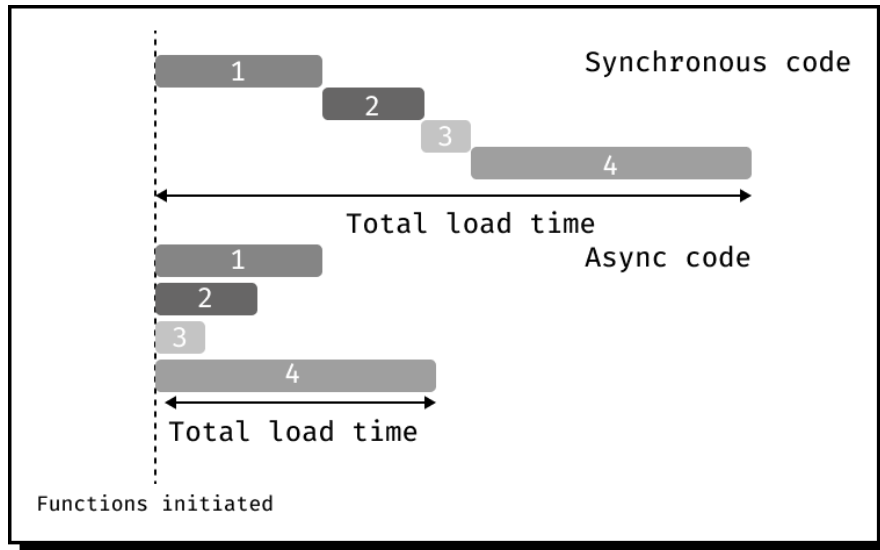 Synchronous code
1
2
3
4
Total load time
Async code
1
2
3
4
Total load time
Functions initiated